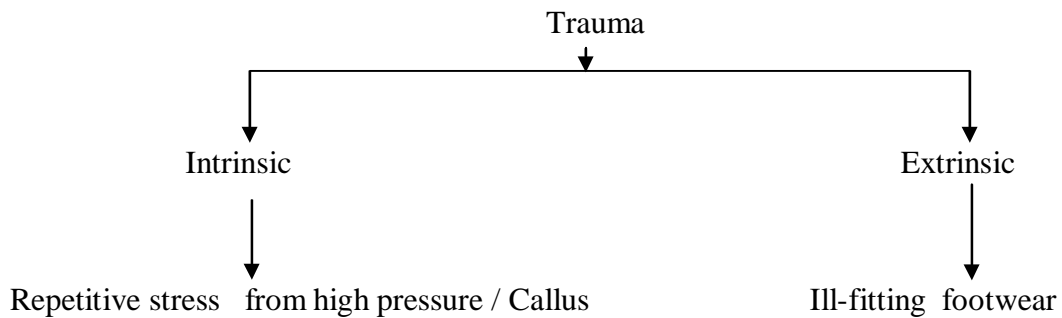 Trauma
Intrinsic Extrinsic
Repetitive stress from high pressure / Callus Ill-fitting footwear